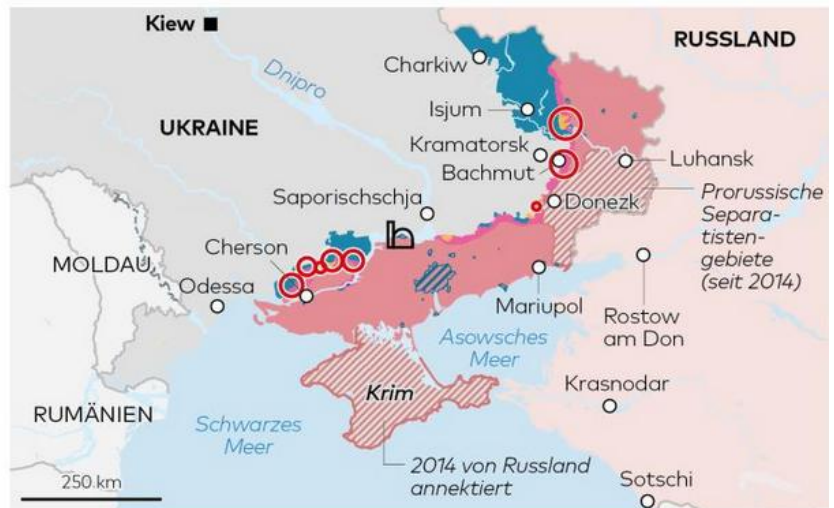 Kiew
RUSSLAND
Charkiw
Dnipro
Isjum
UKRAINE
Kramatorsk
Bachmut
Luhansk
Saporischschja
Donezk
Prorussische
Separa-
tisten-
gebiete
(seit 2014)
Cherson
MOLDAU
Odessa
Mariupol
Rostow
am Don
Asowsches
Meer
Krim
Krasnodar
RUMÄNIEN
Schwarzes
Meer
2014 von Russland
annektiert
Sotschi
250 km